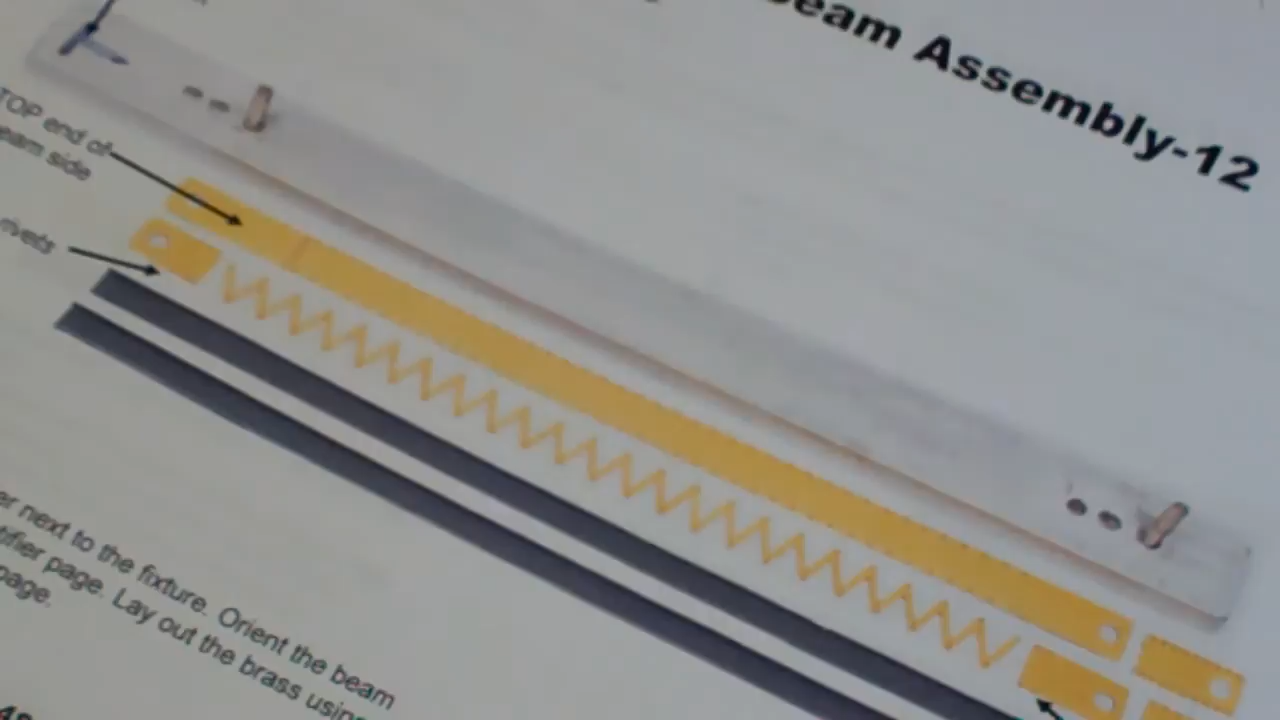 Beam Assembly-12
TOP end of
beam side
rivets
er next to the fixture. Orient the beam
tifier page. Lay out the brass using
page.